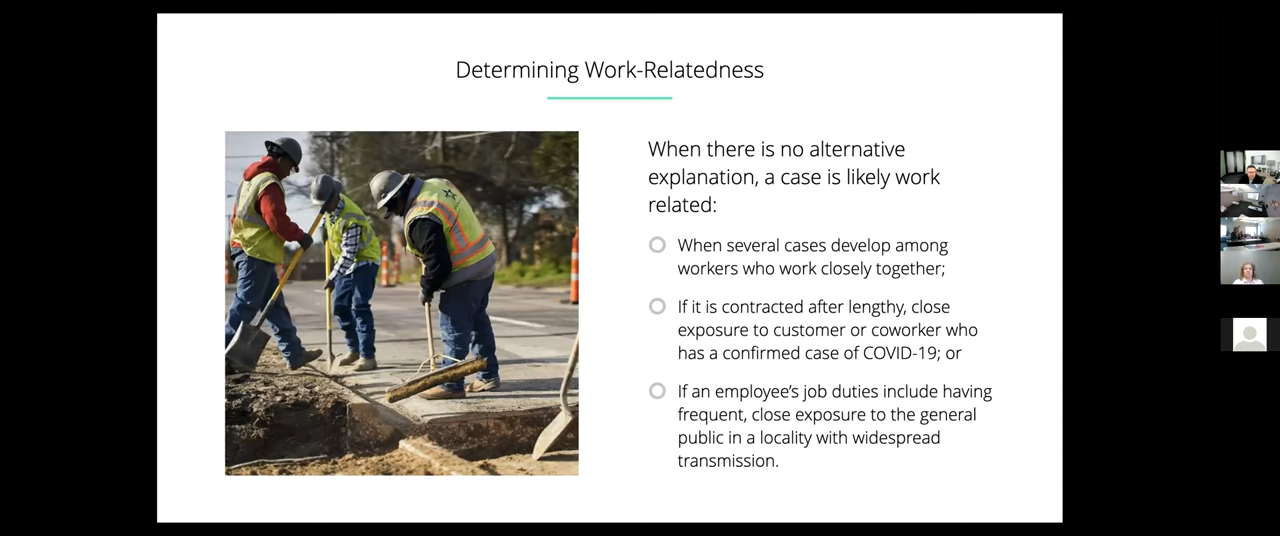 Determining Work-Relatedness
When there is no alternative
explanation, a case is likely work
related:
When several cases develop among
workers who work closely together;
If it is contracted after lengthy, close
exposure to customer or coworker who
has a confirmed case of COVID-19; or
If an employee’s job duties include having
frequent, close exposure to the general
public in a locality with widespread
transmission.